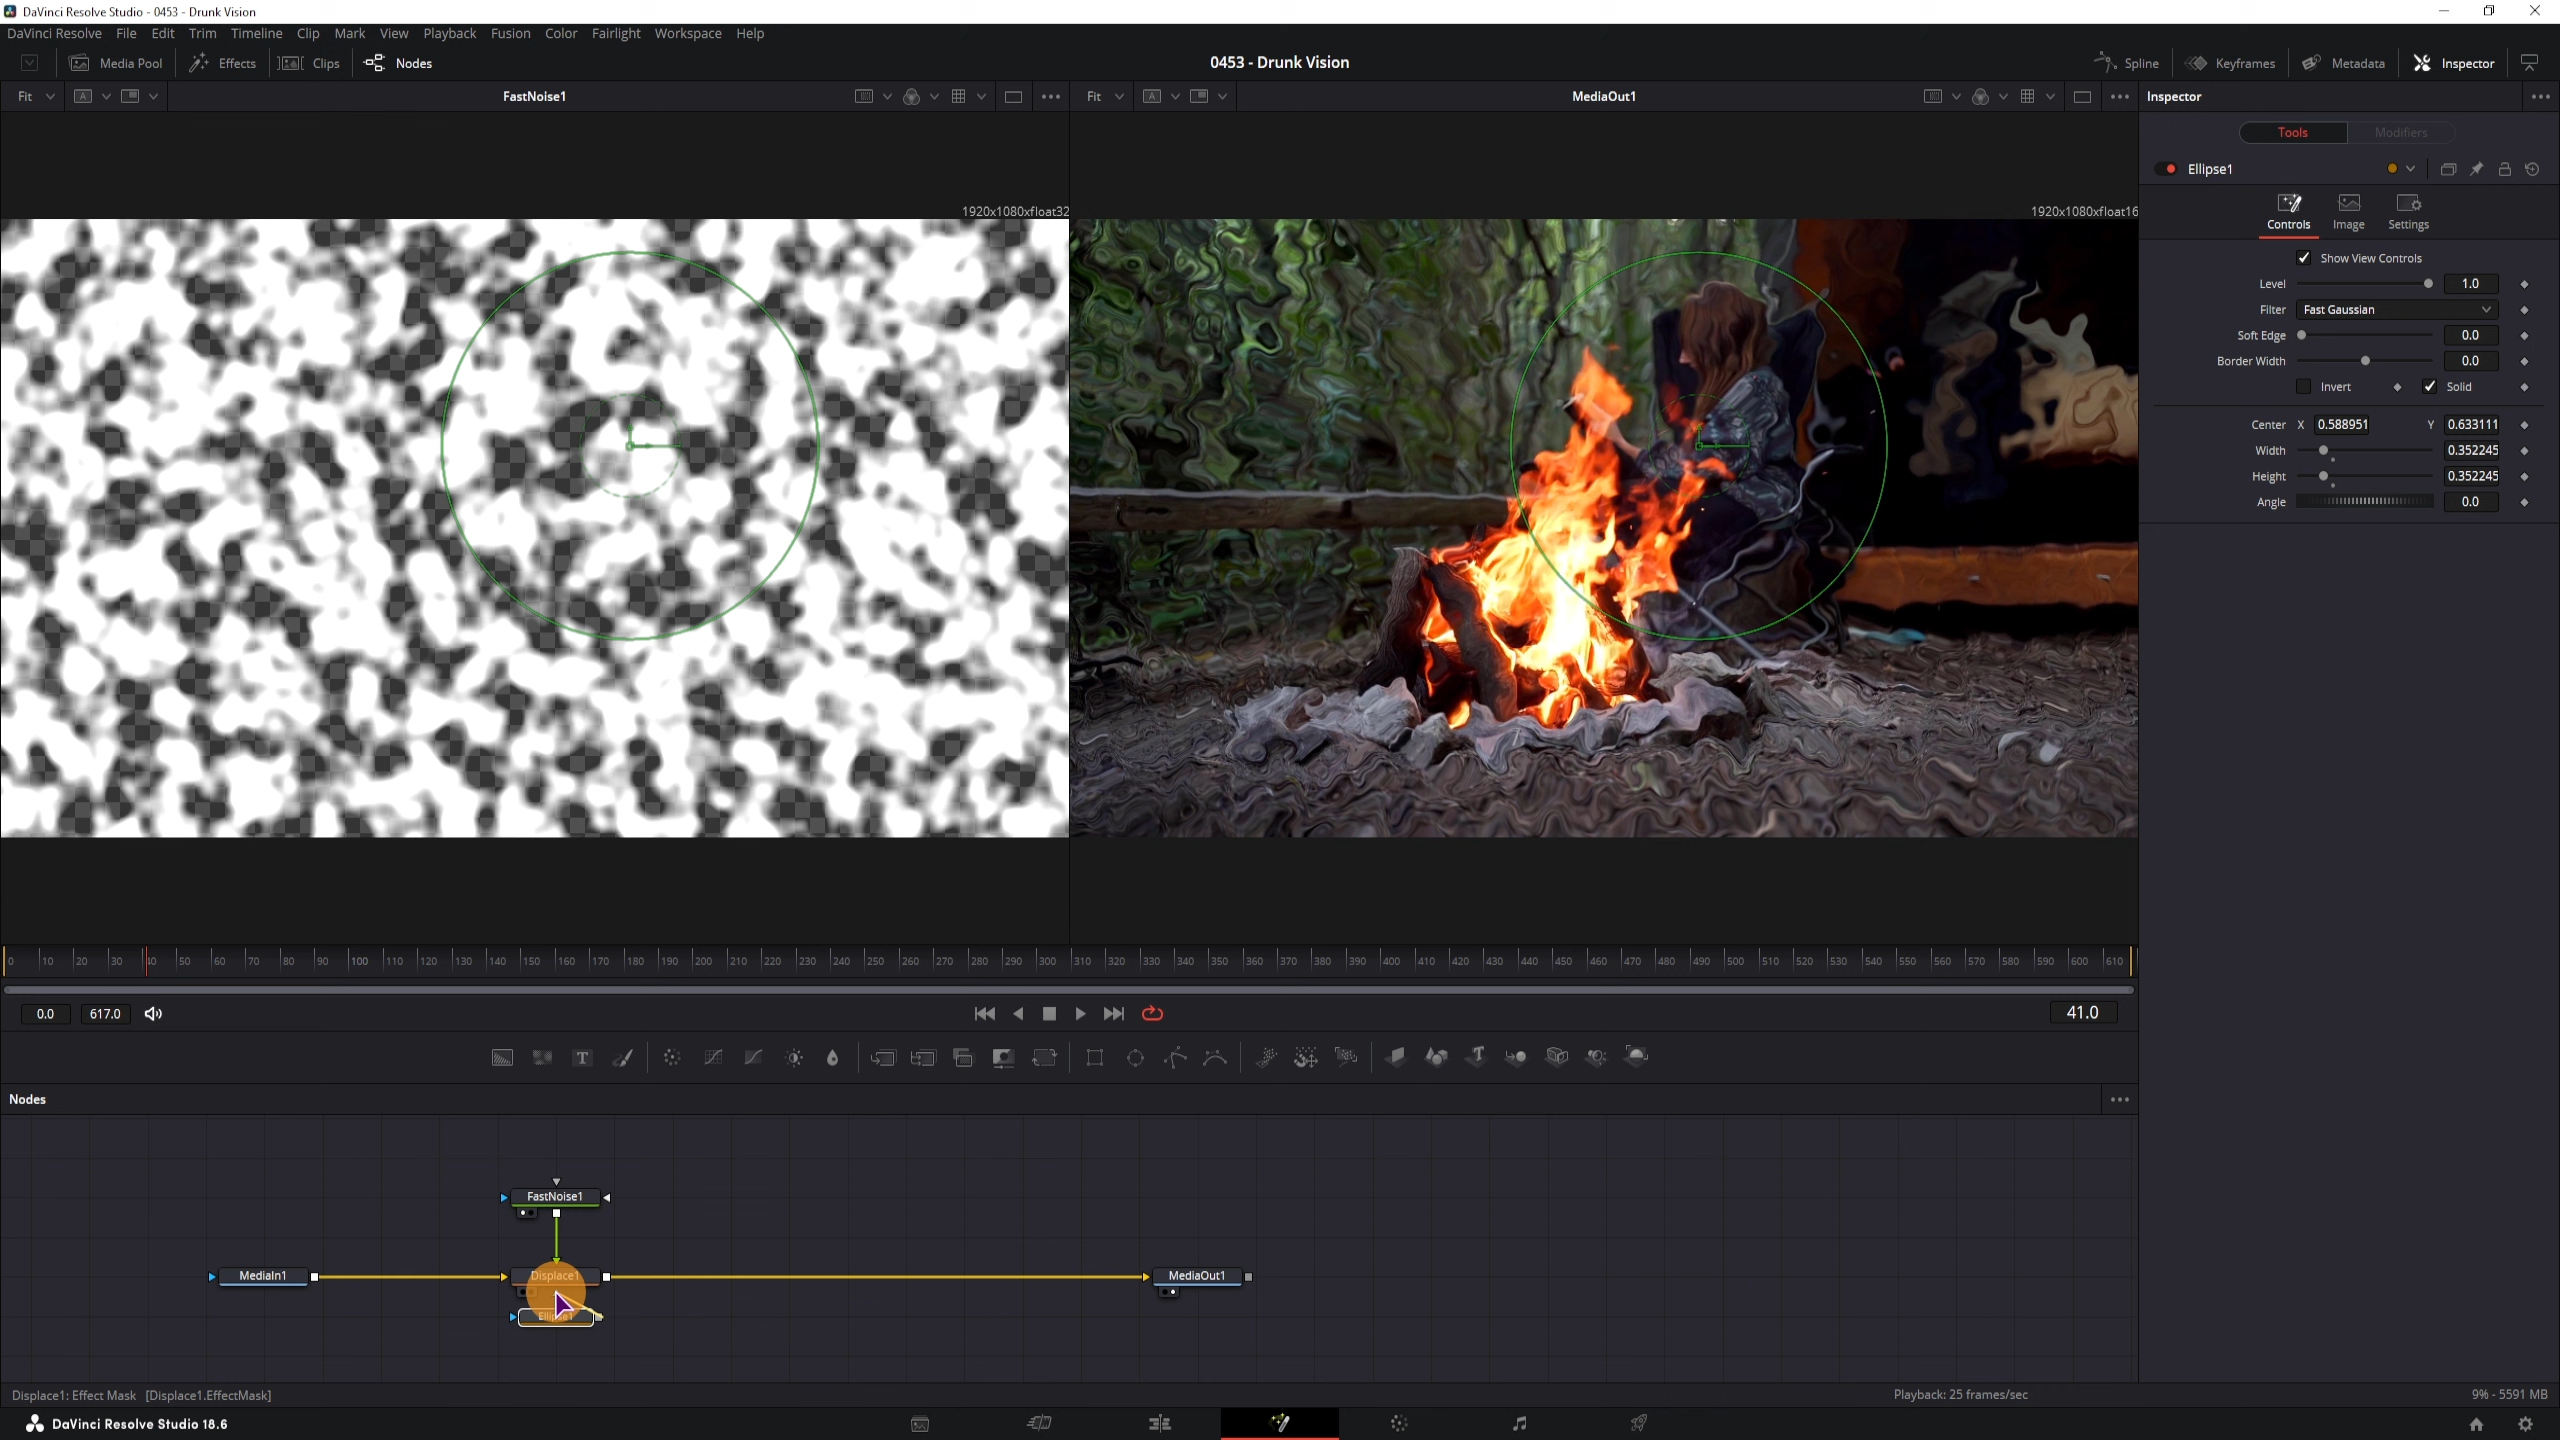 DaVinci Resolve Studio - 0453 - Drunk Vision
DaVinci Resolve File Edit Trim Timeline Clip Mark View Playback Fusion Color Fairlight Workspace Help
Media Pool Effects Clips Nodes 0453 - Drunk Vision Spline Keyframes Metadata Inspector
Fit A FastNoise1 Fit A MediaOut1 Inspector
Tools Modifiers
Ellipse1
1920x1080xfloat32 1920x1080xfloat16
Controls Image Settings
Show View Controls
Level 1.0
Filter Fast Gaussian
Soft Edge 0.0
Border Width 0.0
Invert Solid
Center X 0.588951 Y 0.633111
Width 0.352245
Height 0.352245
Angle 0.0
0 10 20 30 40 50 60 70 80 90 100 110 120 130 140 150 160 170 180 190 200 210 220 230 240 250 260 270 280 290 300 310 320 330 340 350 360 370 380 390 400 410 420 430 440 450 460 470 480 490 500 510 520 530 540 550 560 570 580 590 600 610
0.0 617.0 41.0
T T
Nodes
FastNoise1
MediaIn1 Displace1 MediaOut1
Ellipse1
Displace1: Effect Mask [Displace1.EffectMask] Playback: 25 frames/sec 9% - 5591 MB
DaVinci Resolve Studio 18.6